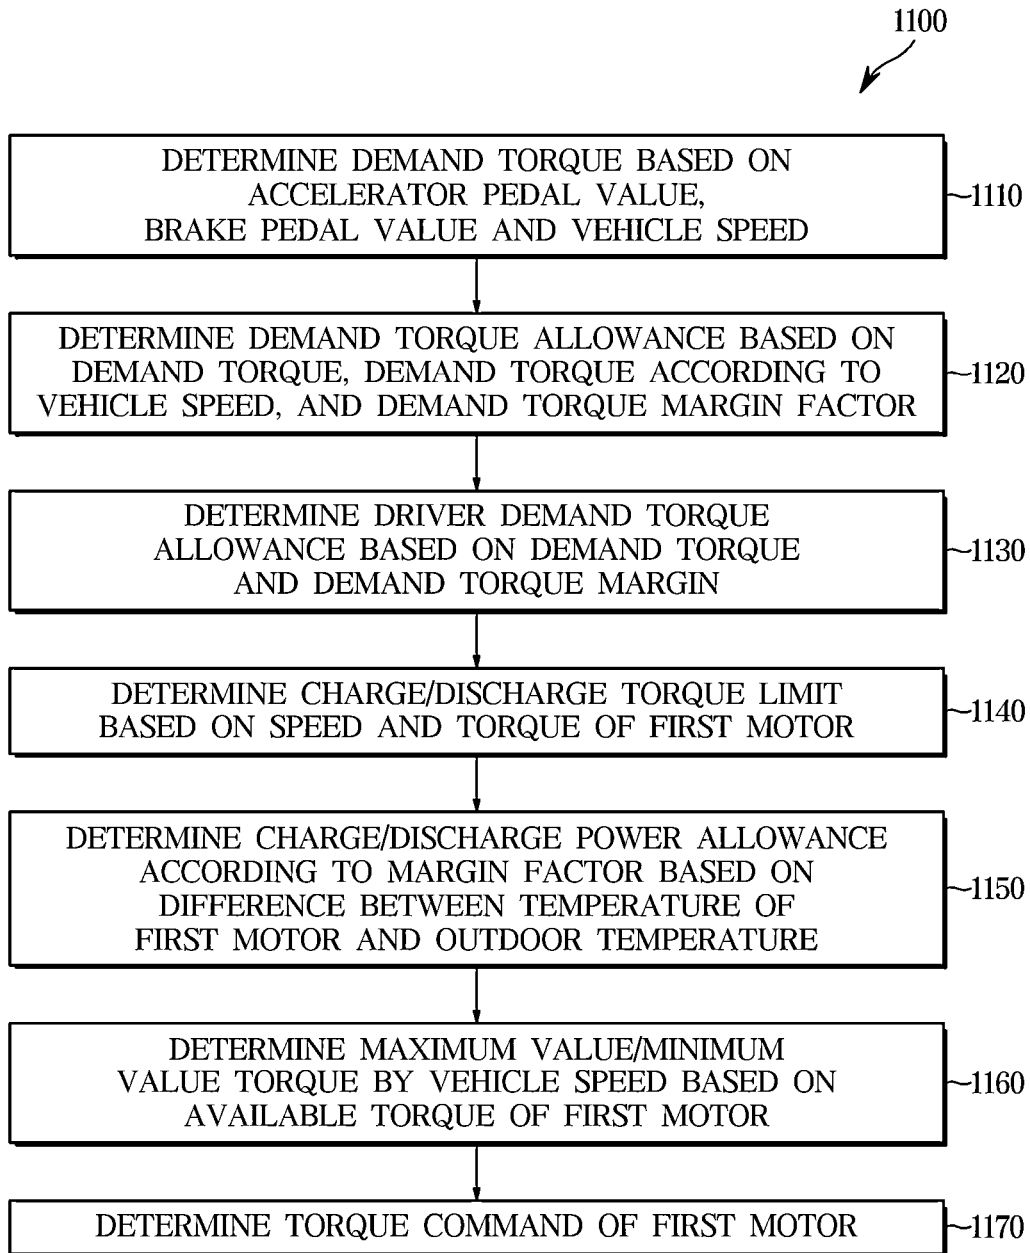 1100
DETERMINE DEMAND TORQUE BASED ON
ACCELERATOR PEDAL VALUE,
BRAKE PEDAL VALUE AND VEHICLE SPEED
1110
DETERMINE DEMAND TORQUE ALLOWANCE BASED ON
DEMAND TORQUE, DEMAND TORQUE ACCORDING TO
VEHICLE SPEED, AND DEMAND TORQUE MARGIN FACTOR
1120
DETERMINE DRIVER DEMAND TORQUE
ALLOWANCE BASED ON DEMAND TORQUE
AND DEMAND TORQUE MARGIN
1130
DETERMINE CHARGE/DISCHARGE TORQUE LIMIT
BASED ON SPEED AND TORQUE OF FIRST MOTOR
1140
DETERMINE CHARGE/DISCHARGE POWER ALLOWANCE
ACCORDING TO MARGIN FACTOR BASED ON
DIFFERENCE BETWEEN TEMPERATURE OF
FIRST MOTOR AND OUTDOOR TEMPERATURE
1150
DETERMINE MAXIMUM VALUE/MINIMUM
VALUE TORQUE BY VEHICLE SPEED BASED ON
AVAILABLE TORQUE OF FIRST MOTOR
1160
DETERMINE TORQUE COMMAND OF FIRST MOTOR
1170